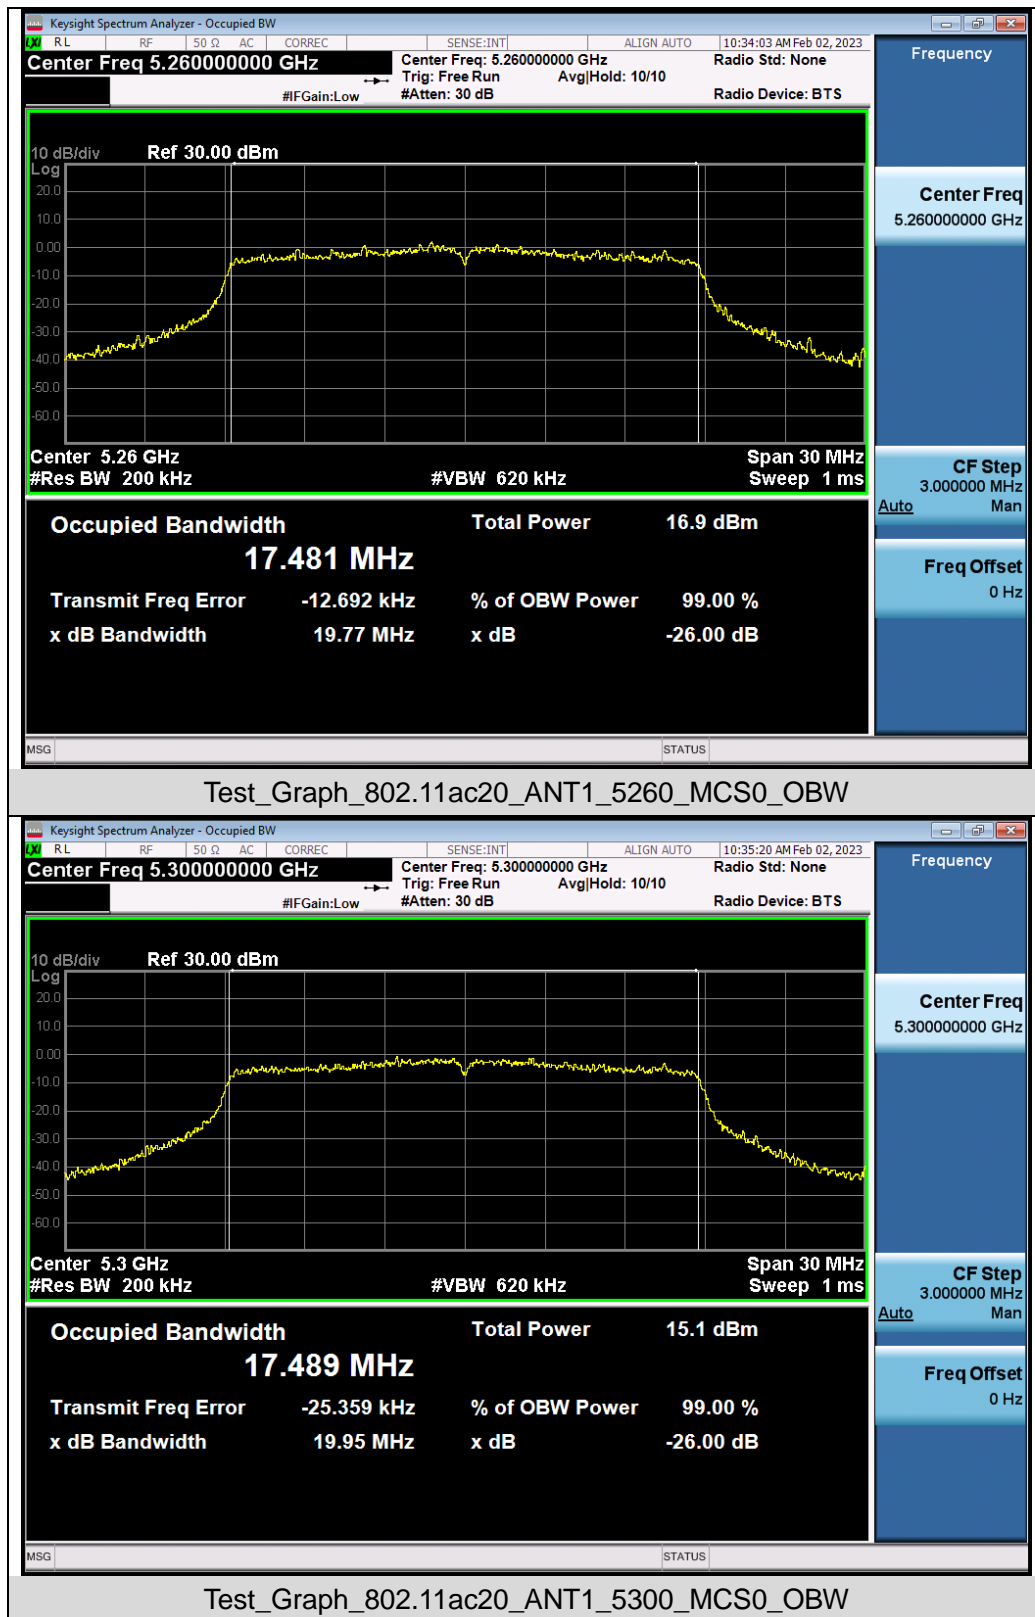 Keysight Spectrum Analyzer - Occupied BW
LXI RL RF 50 Ω AC CORREC SENSE:INT ALIGN AUTO 10:34:03 AM Feb 02, 2023
Center Freq 5.260000000 GHz
Center Freq: 5.260000000 GHz Radio Std: None
Trig: Free Run Avg|Hold: 10/10
#IFGain:Low #Atten: 30 dB Radio Device: BTS
10 dB/div Ref 30.00 dBm
Log
20.0
10.0
0.00
-10.0
-20.0
-30.0
-40.0
-50.0
-60.0
Center 5.26 GHz Span 30 MHz
#Res BW 200 kHz #VBW 620 kHz Sweep 1 ms
Occupied Bandwidth Total Power 16.9 dBm
17.481 MHz
Transmit Freq Error -12.692 kHz % of OBW Power 99.00 %
x dB Bandwidth 19.77 MHz x dB -26.00 dB
MSG STATUS
Frequency
Center Freq
5.260000000 GHz
CF Step
3.000000 MHz
Auto Man
Freq Offset
0 Hz
Test_Graph_802.11ac20_ANT1_5260_MCS0_OBW
Keysight Spectrum Analyzer - Occupied BW
LXI RL RF 50 Ω AC CORREC SENSE:INT ALIGN AUTO 10:35:20 AM Feb 02, 2023
Center Freq 5.300000000 GHz
Center Freq: 5.300000000 GHz Radio Std: None
Trig: Free Run Avg|Hold: 10/10
#IFGain:Low #Atten: 30 dB Radio Device: BTS
10 dB/div Ref 30.00 dBm
Log
20.0
10.0
0.00
-10.0
-20.0
-30.0
-40.0
-50.0
-60.0
Center 5.3 GHz Span 30 MHz
#Res BW 200 kHz #VBW 620 kHz Sweep 1 ms
Occupied Bandwidth Total Power 15.1 dBm
17.489 MHz
Transmit Freq Error -25.359 kHz % of OBW Power 99.00 %
x dB Bandwidth 19.95 MHz x dB -26.00 dB
MSG STATUS
Frequency
Center Freq
5.300000000 GHz
CF Step
3.000000 MHz
Auto Man
Freq Offset
0 Hz
Test_Graph_802.11ac20_ANT1_5300_MCS0_OBW